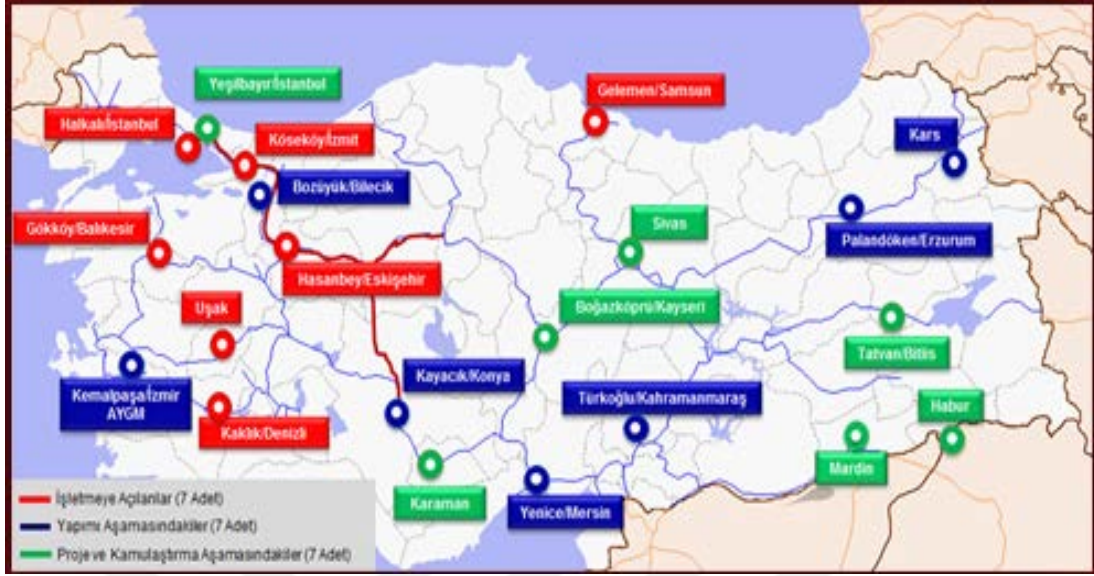 Yeşilbayır/İstanbul
Gelemen/Samsun
Halkalı/İstanbul
Köseköy/İzmit
Kars
Bozüyük/Bilecik
Gökköy/Balıkesir
Sivas
Palandöken/Erzurum
Hasanbey/Eskişehir
Uşak
Boğazköprü/Kayseri
Tatvan/Bitlis
Kayacık/Konya
Kemalpaşa/İzmir
AYGM
Türkoğlu/Kahramanmaraş
Habur
Kaklık/Denizli
Mardin
Karaman
Yenice/Mersin
İşletmeye Açılanlar (7 Adet)
Yapımı Aşamasındakiler (7 Adet)
Proje ve Kamulaştırma Aşamasındakiler (7 Adet)